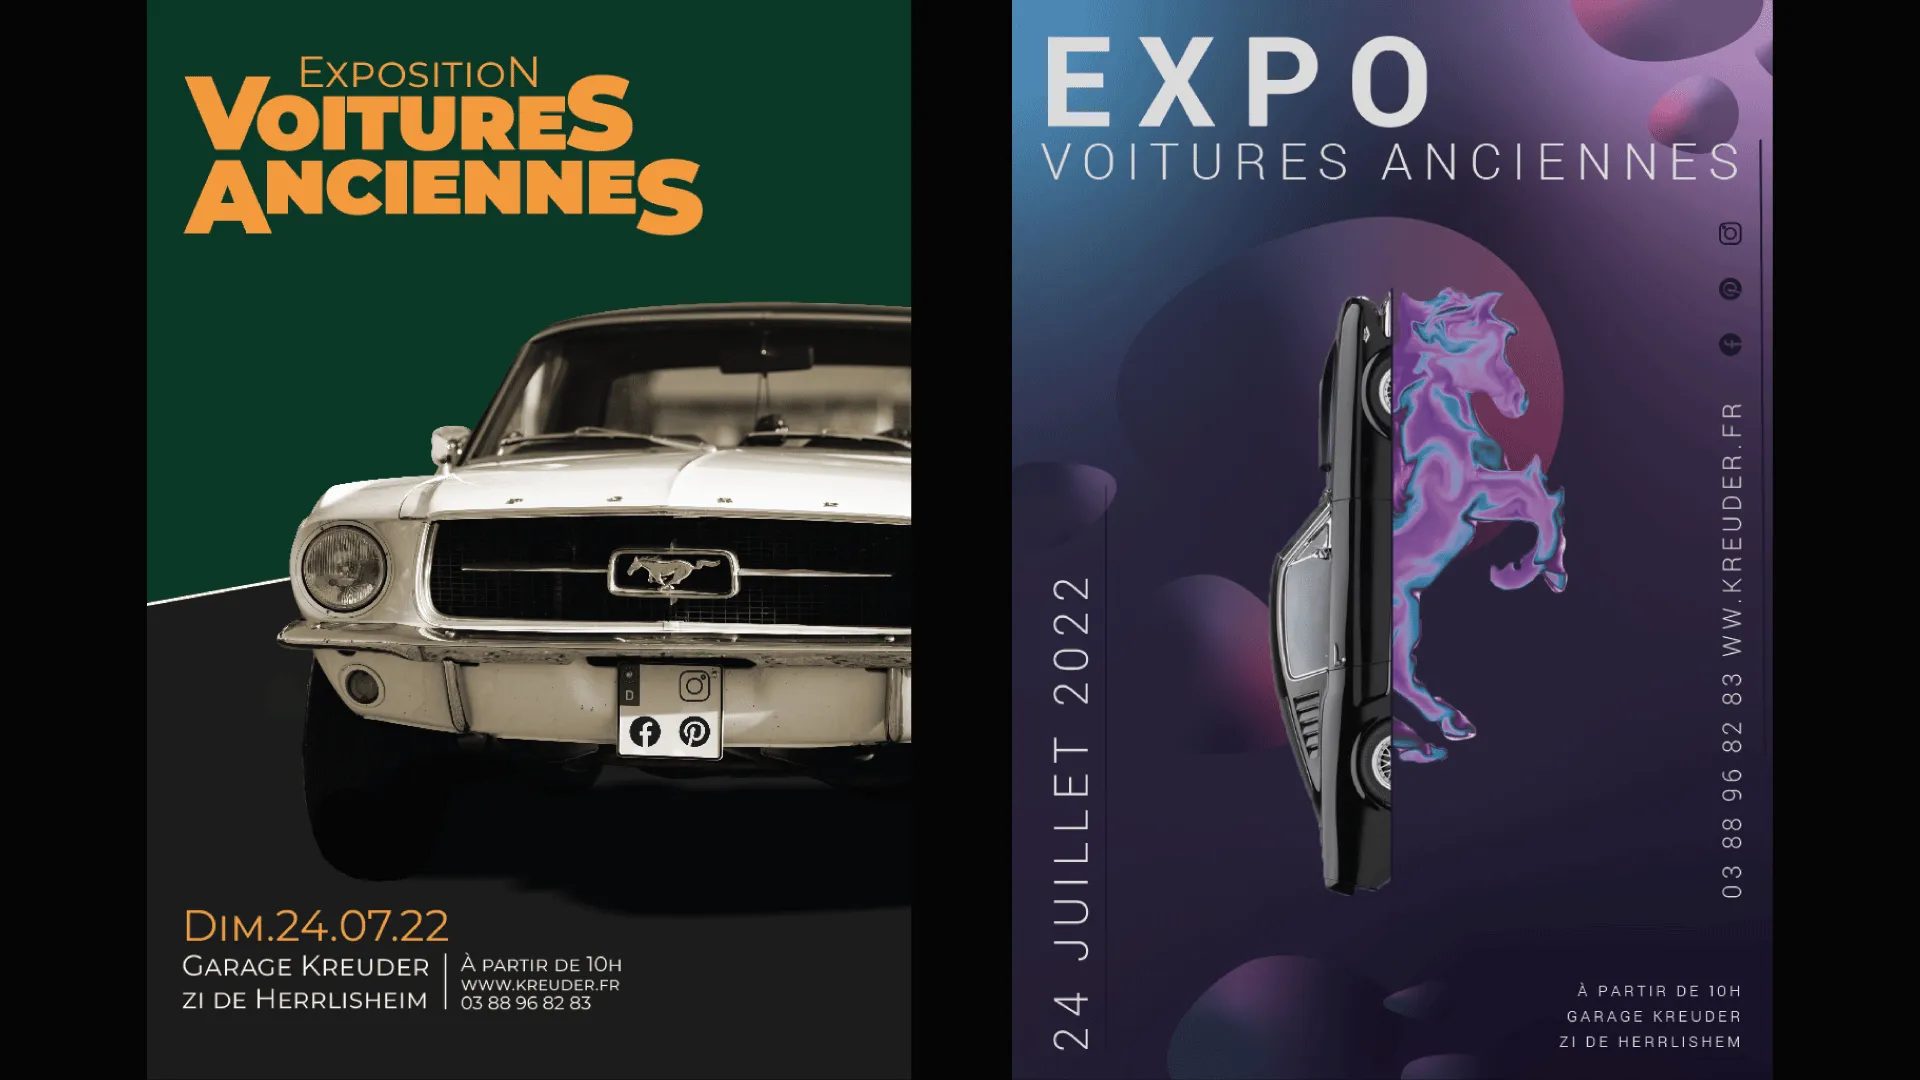 EXPOSITION
VOITURES
ANCIENNES
F O R
D
DIM.24.07.22
GARAGE KREUDER
ZI DE HERRLISHEIM
À PARTIR DE 10H
WWW.KREUDER.FR
03 88 96 82 83
EXPO
VOITURES ANCIENNES
24 JUILLET 2022
03 88 96 82 83 WW.KREUDER.FR
À PARTIR DE 10H
GARAGE KREUDER
ZI DE HERRLISHEM